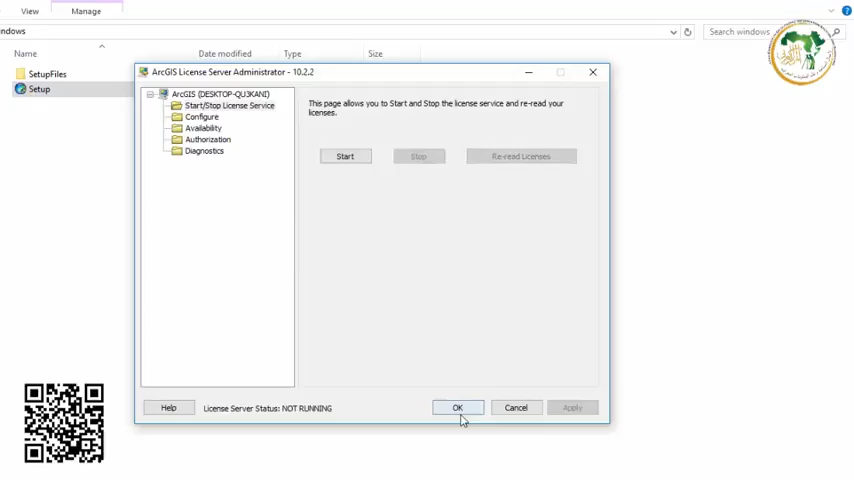 View
Manage
ndows
Search windows
Name
Date modified
Type
Size
SetupFiles
Setup
ArcGIS License Server Administrator - 10.2.2
ArcGIS (DESKTOP-QU3KANI)
Start/Stop License Service
Configure
Availability
Authorization
Diagnostics
This page allows you to Start and Stop the license service and re-read your
licenses.
Start
Stop
Re-read Licenses
Help
License Server Status: NOT RUNNING
OK
Cancel
Apply